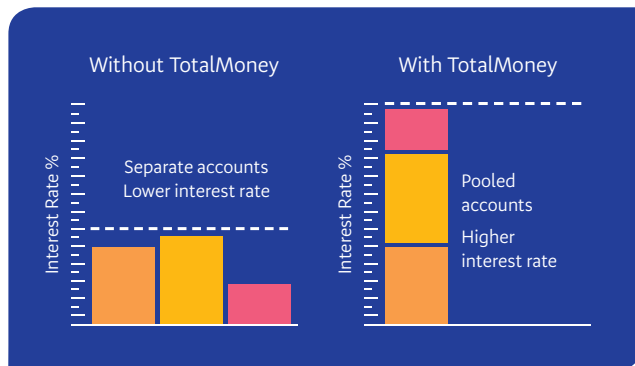 Without TotalMoney
Interest Rate %
Separate accounts
Lower interest rate
With TotalMoney
Interest Rate %
Pooled
accounts
Higher
interest rate